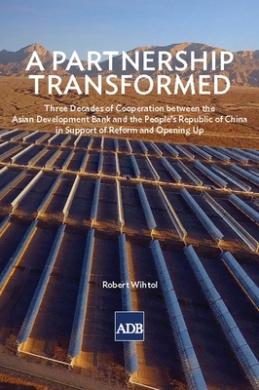 A PARTNERSHIP
TRANSFORMED
Three Decades of Cooperation between the
Asian Development Bank and the People's Republic of China
in Support of Reform and Opening Up
Robert Wihtol
ADB